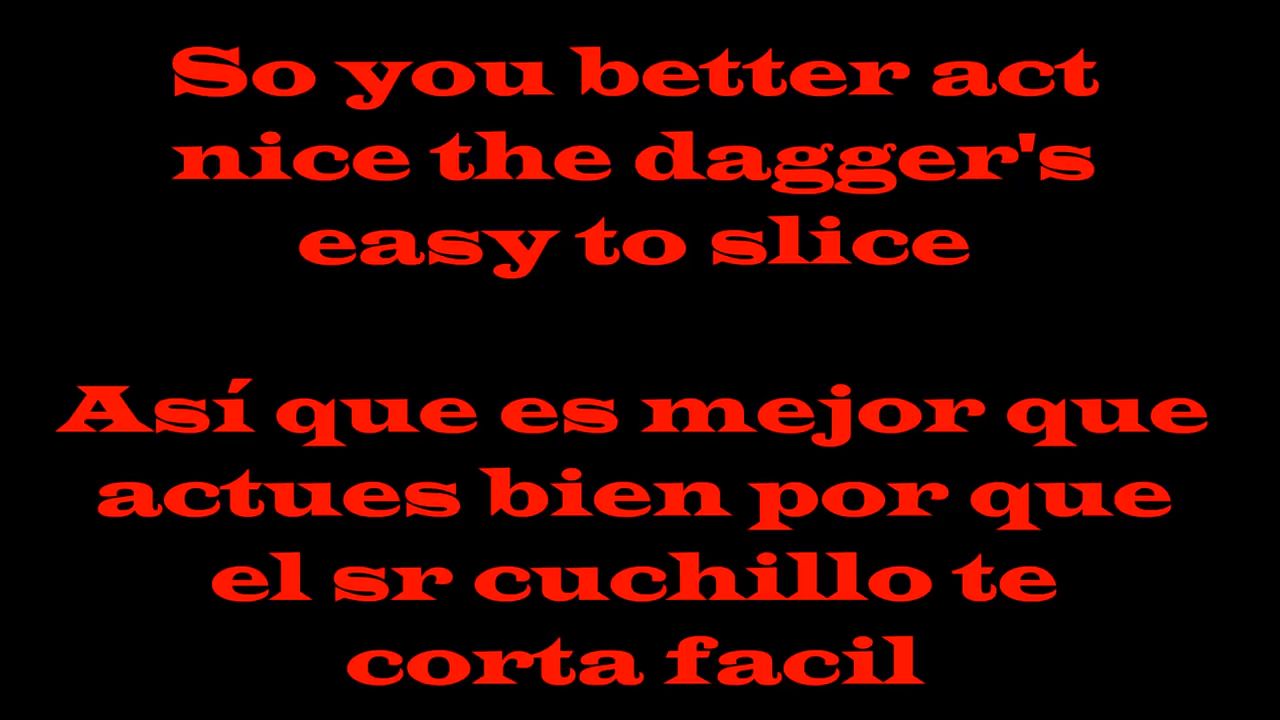 So you better act
nice the dagger's
easy to slice
Así que es mejor que
actues bien por que
el sr cuchillo te
corta facil